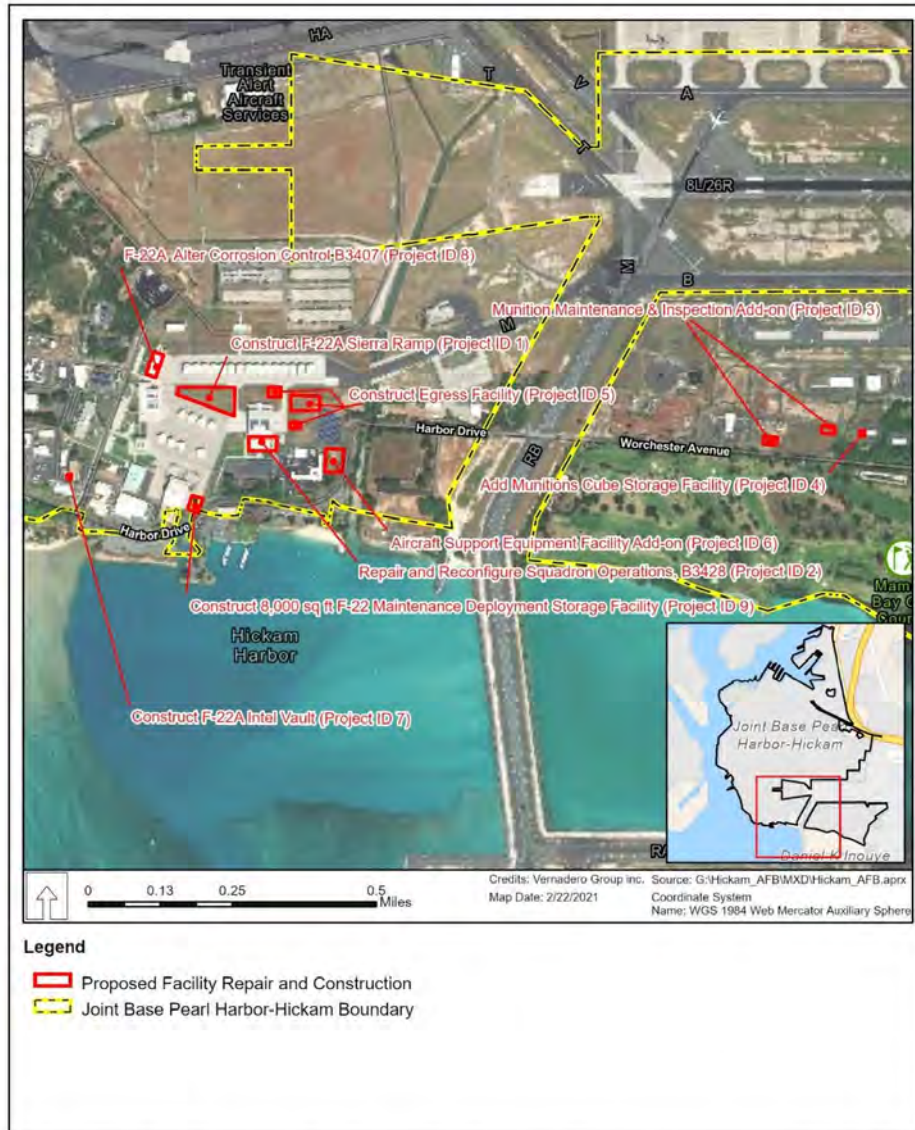 HA
Transient
Alert
Aircraft
Services
T
V
T
A
8L/26R
F-22A Alter Corrosion Control B3407 (Project ID 8)
M
B
Munition Maintenance & Inspection Add-on (Project ID 3)
M
Construct F-22A Sierra Ramp (Project ID 1)
Construct Egress Facility (Project ID 5)
Harbor Drive
RB
Worchester Avenue
Add Munitions Cube Storage Facility (Project ID 4)
Harbor Drive
Aircraft Support Equipment Facility Add-on (Project ID 6)
Repair and Reconfigure Squadron Operations, B3428 (Project ID 2)
Construct 8,000 sq ft F-22 Maintenance Deployment Storage Facility (Project ID 9)
Mam
Bay
Hickam
Harbor
Construct F-22A Intel Vault (Project ID 7)
Joint Base Pearl
Harbor-Hickam
Daniel K Inouye
0 0.13 0.25 0.5
Miles
Credits: Vernadero Group inc.
Source: G:\Hickam_AFB\MXD\Hickam_AFB.aprx
Map Date: 2/22/2021
Coordinate System
Name: WGS 1984 Web Mercator Auxiliary Sphere
Legend
Proposed Facility Repair and Construction
Joint Base Pearl Harbor-Hickam Boundary